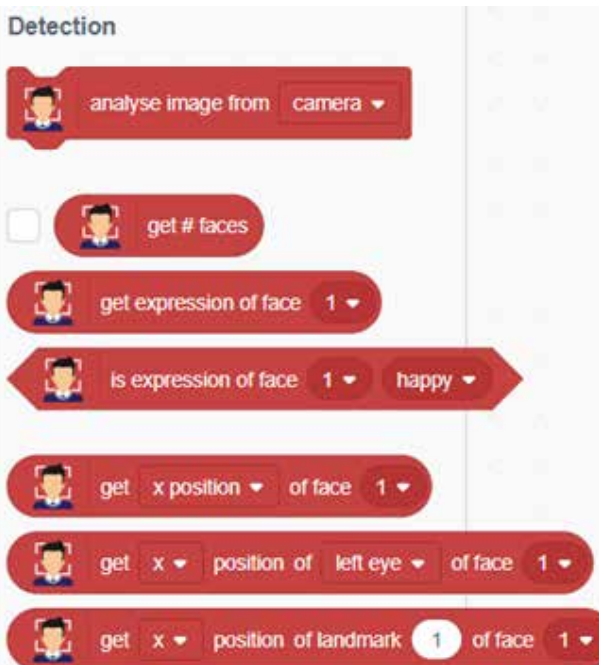 Detection
analyse image from camera
get # faces
get expression of face 1
is expression of face 1 happy
get x position of face 1
get x position of left eye of face 1
get x position of landmark 1 of face 1